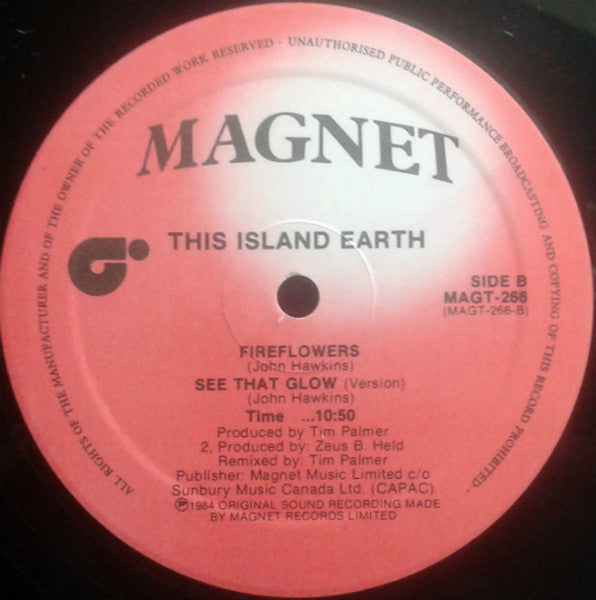 ALL RIGHTS OF THE MANUFACTURER AND OF THE OWNER OF THE RECORDED WORK RESERVED · UNAUTHORISED PUBLIC PERFORMANCE BROADCASTING AND COPYING OF THIS RECORD PROHIBITED
MAGNET
THIS ISLAND EARTH
SIDE B
MAGT-266
(MAGT-266-B)
FIREFLOWERS
(John Hawkins)
SEE THAT GLOW (Version)
(John Hawkins)
Time ...10:50
Produced by Tim Palmer
2, Produced by: Zeus B. Held
Remixed by: Tim Palmer
Publisher: Magnet Music Limited c/o
Sunbury Music Canada Ltd. (CAPAC)
Ⓟ1984 ORIGINAL SOUND RECORDING MADE
BY MAGNET RECORDS LIMITED